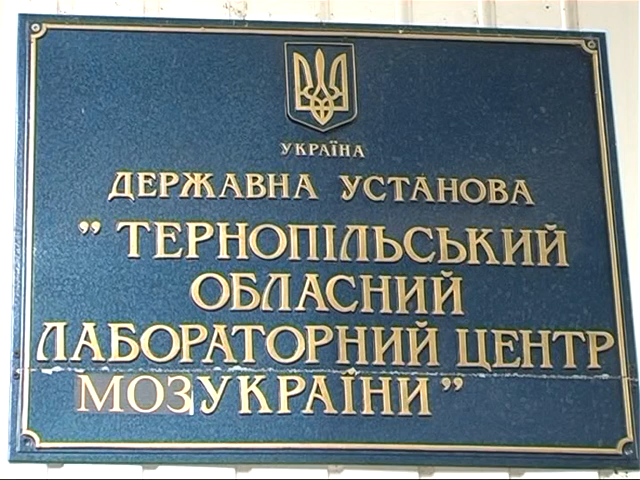 УКРАЇНА
ДЕРЖАВНА УСТАНОВА
" ТЕРНОПІЛЬСЬКИЙ
ОБЛАСНИЙ
ЛАБОРАТОРНИЙ ЦЕНТР
МОЗУКРАЇНИ"